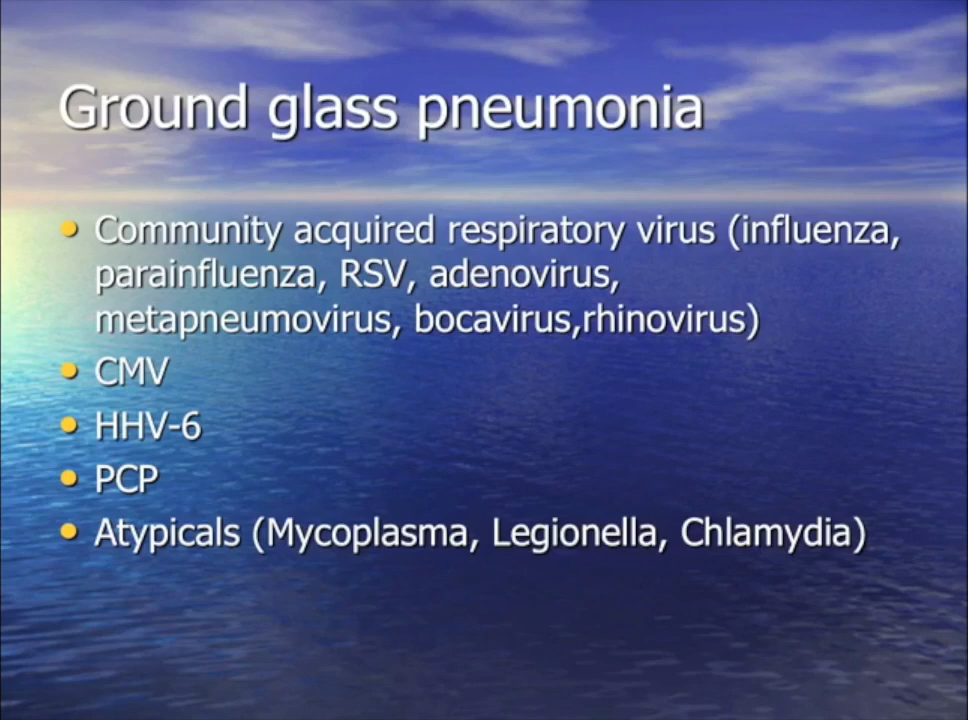 Ground glass pneumonia
• Community acquired respiratory virus (influenza,
parainfluenza, RSV, adenovirus,
metapneumovirus, bocavirus,rhinovirus)
• CMV
• HHV-6
• PCP
• Atypicals (Mycoplasma, Legionella, Chlamydia)